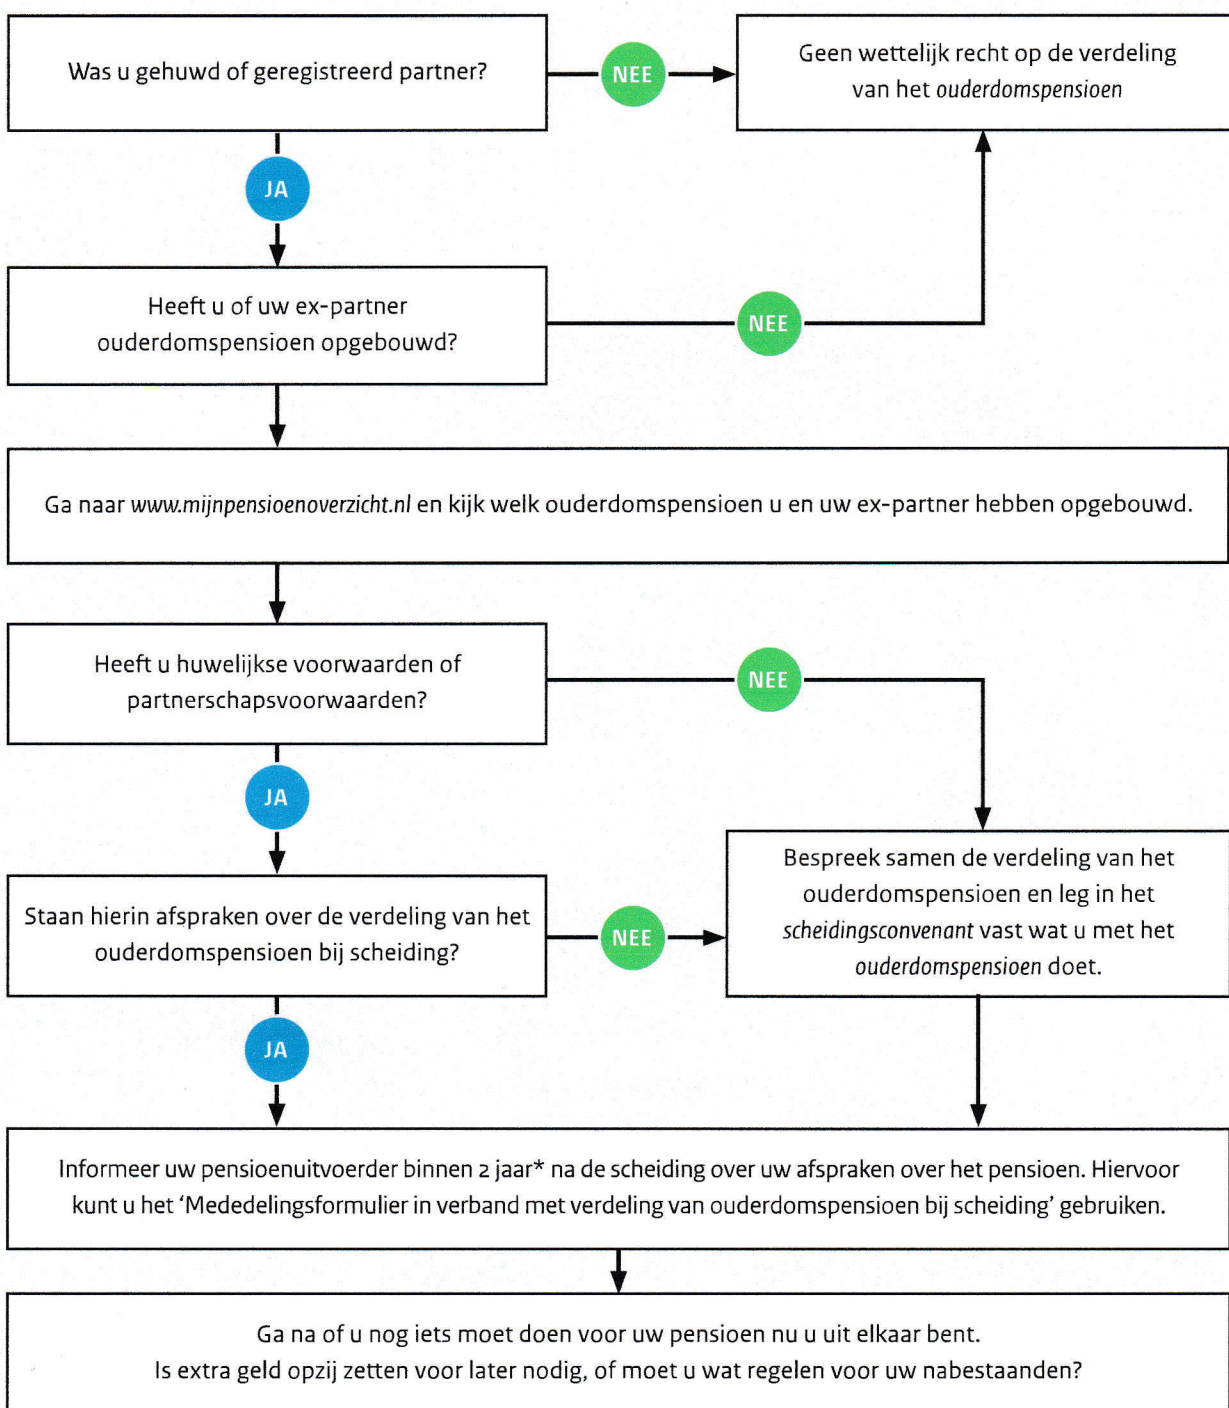 Was u gehuwd of geregistreerd partner?
NEE
Geen wettelijk recht op de verdeling
van het ouderdomspensioen
JA
Heeft u of uw ex-partner
ouderdomspensioen opgebouwd?
NEE
Ga naar www.mijnpensioenoverzicht.nl en kijk welk ouderdomspensioen u en uw ex-partner hebben opgebouwd.
Heeft u huwelijkse voorwaarden of
partnerschapsvoorwaarden?
NEE
JA
Staan hierin afspraken over de verdeling van het
ouderdomspensioen bij scheiding?
NEE
Bespreek samen de verdeling van het
ouderdomspensioen en leg in het
scheidingsconvenant vast wat u met het
ouderdomspensioen doet.
JA
Informeer uw pensioenuitvoerder binnen 2 jaar* na de scheiding over uw afspraken over het pensioen. Hiervoor
kunt u het ‘Mededelingsformulier in verband met verdeling van ouderdomspensioen bij scheiding’ gebruiken.
Ga na of u nog iets moet doen voor uw pensioen nu u uit elkaar bent.
Is extra geld opzij zetten voor later nodig, of moet u wat regelen voor uw nabestaanden?